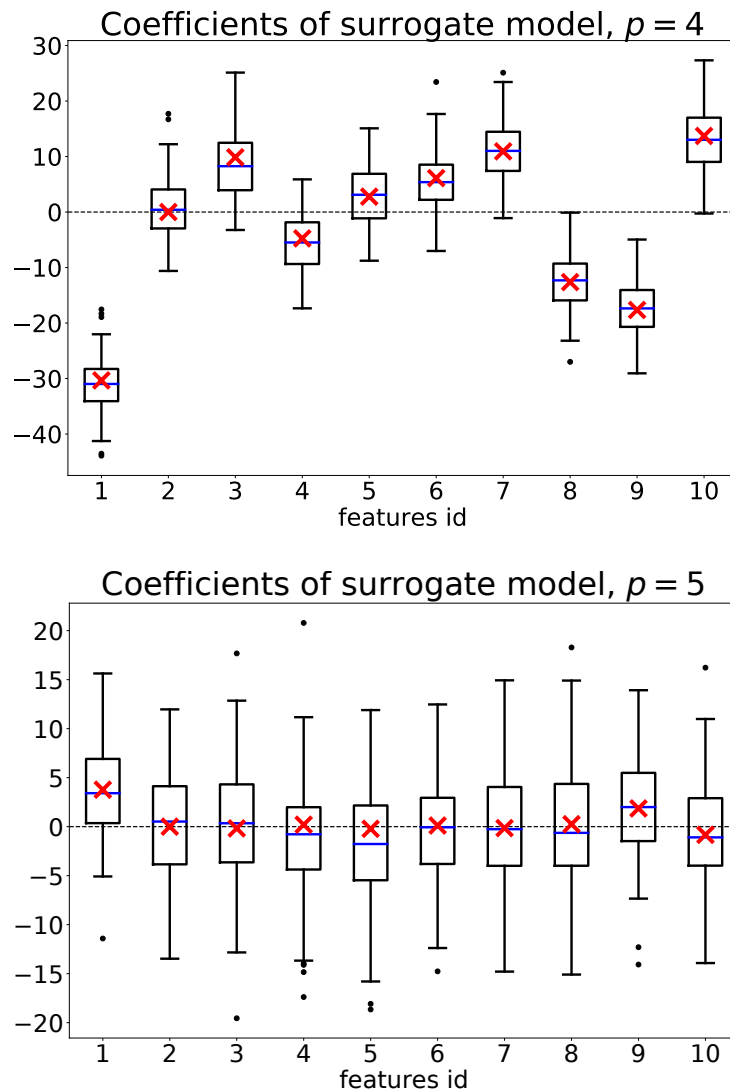 Coefficients of surrogate model, p = 4
30
20
10
0
−10
−20
−30
−40
1 2 3 4 5 6 7 8 9 10
features id
Coefficients of surrogate model, p = 5
20
15
10
5
0
−5
−10
−15
−20
1 2 3 4 5 6 7 8 9 10
features id